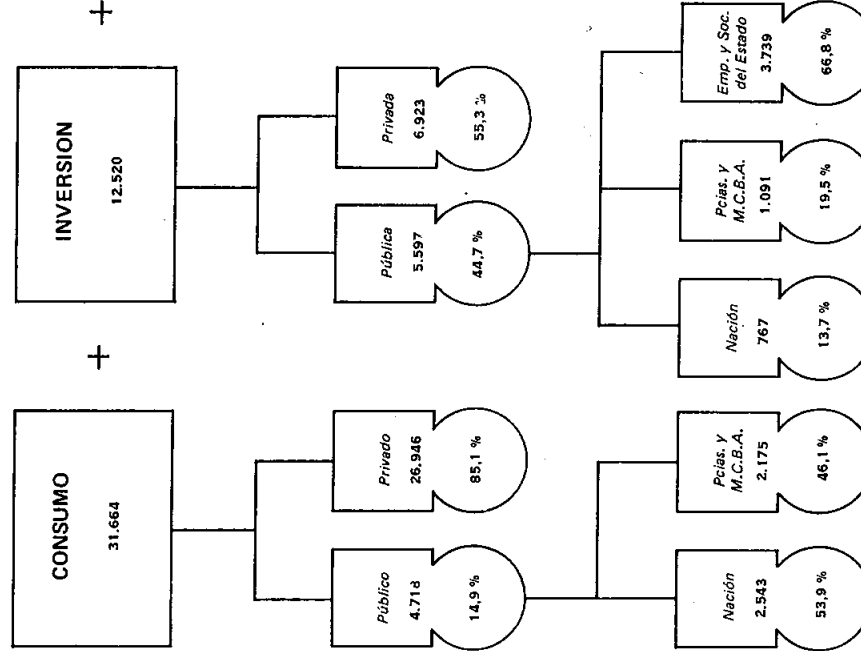 CONSUMO
31.664
+
INVERSION
12.520
+
Público
4.718
14,9 %
Privado
26.946
85,1 %
Pública
5.597
44,7 %
Privada
6.923
55,3 %
Nación
2.543
53,9 %
Pcias. y
M.C.B.A.
2.175
46,1 %
Nación
767
13,7 %
Pcias. y
M.C.B.A.
1.091
19,5 %
Emp. y Soc.
del Estado
3.739
66,8 %